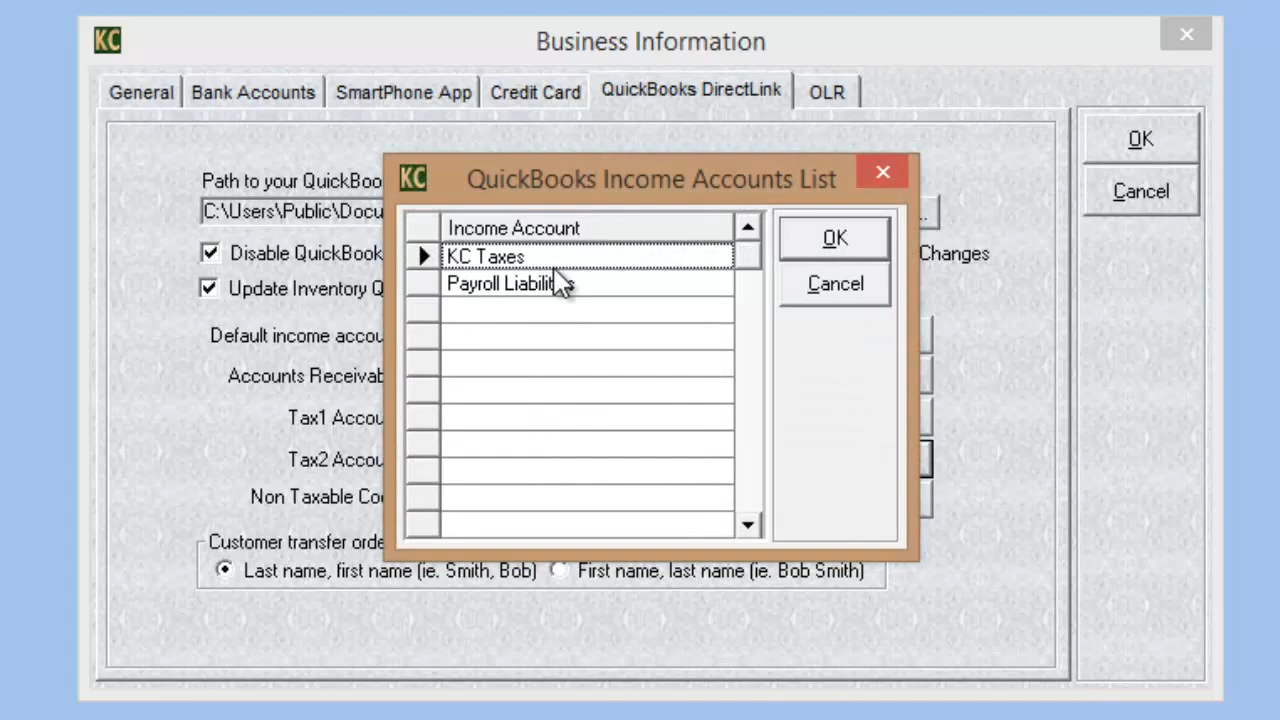 KC Business Information
General Bank Accounts SmartPhone App Credit Card QuickBooks DirectLink OLR
OK
Cancel
Path to your QuickBoo
C:\Users\Public\Docu ..
Disable QuickBooks Changes
Update Inventory Q
Default income accou
Accounts Receivab
Tax1 Accou
Tax2 Accou
Non Taxable Co
Customer transfer orde
Last name, first name (ie. Smith, Bob) First name, last name (ie. Bob Smith)
KC QuickBooks Income Accounts List
Income Account
KC Taxes
Payroll Liabilities
OK
Cancel